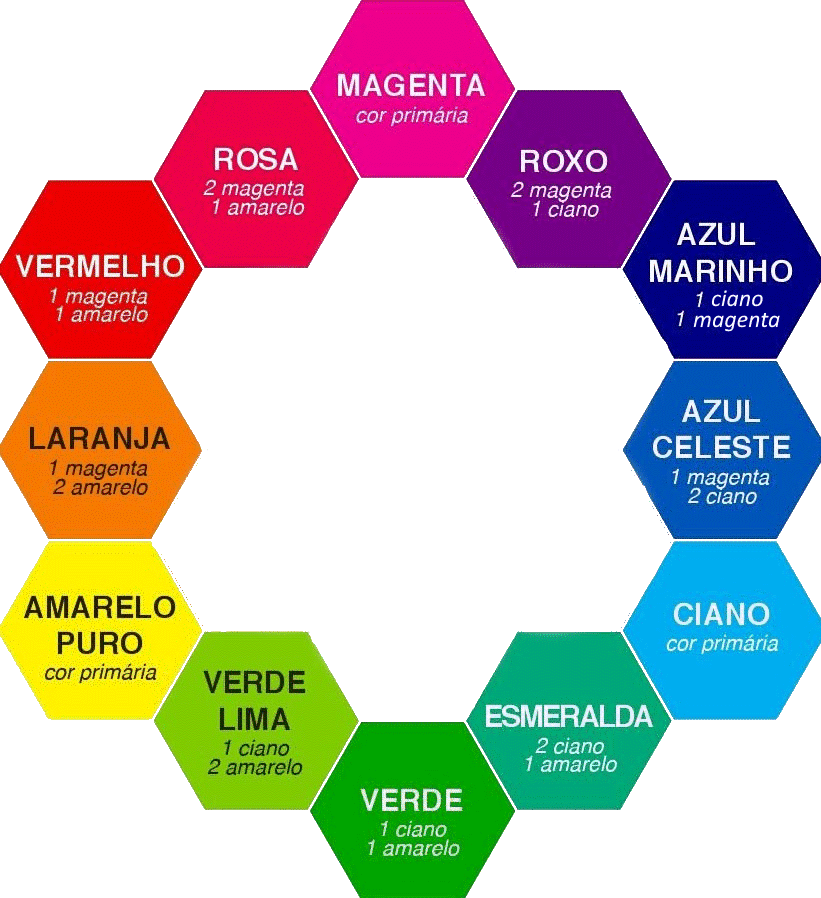 MAGENTA
cor primária
ROXO
2 magenta
1 ciano
AZUL
MARINHO
1 ciano
1 magenta
AZUL
CELESTE
1 magenta
2 ciano
CIANO
cor primária
ESMERALDA
2 ciano
1 amarelo
VERDE
1 ciano
1 amarelo
VERDE
LIMA
1 ciano
2 amarelo
AMARELO
PURO
cor primária
LARANJA
1 magenta
2 amarelo
VERMELHO
1 magenta
1 amarelo
ROSA
2 magenta
1 amarelo